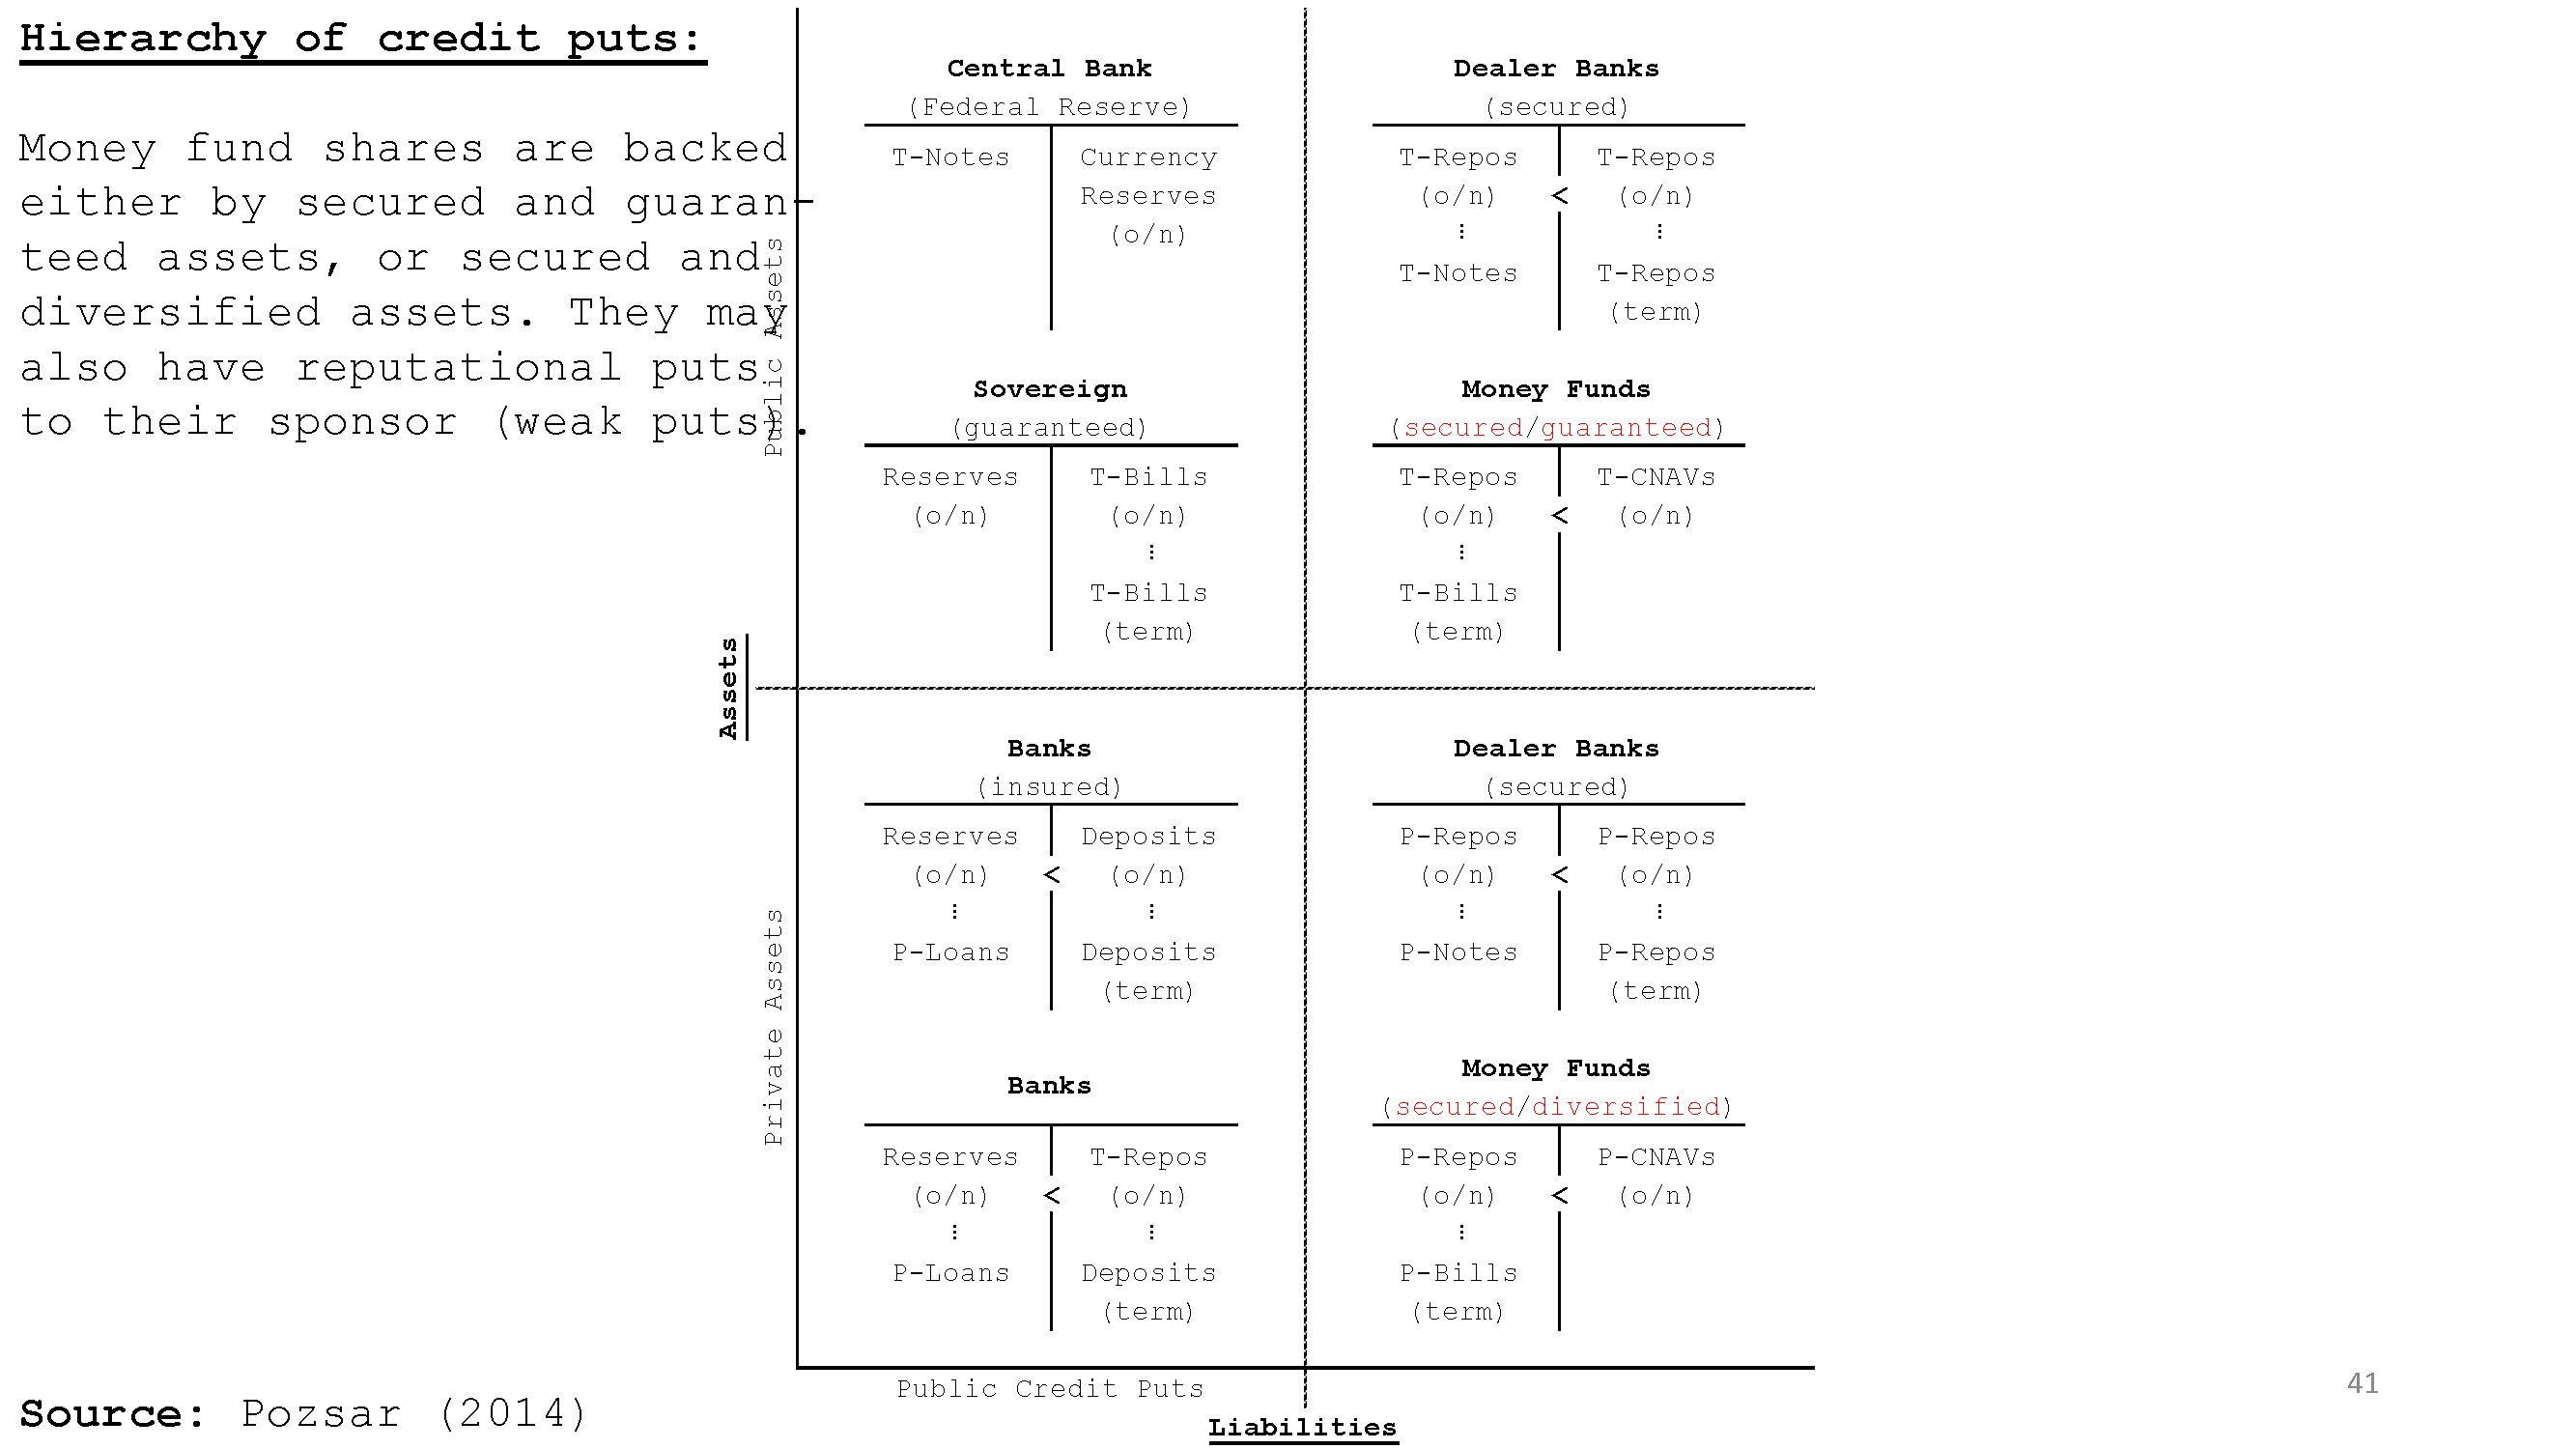 Hierarchy of credit puts:
Money fund shares are backed
either by secured and guaran-
teed assets, or secured and
diversified assets. They may
also have reputational puts
to their sponsor (weak puts).
Assets
Public Assets
Private Assets
Central Bank
(Federal Reserve)
T-Notes Currency
Reserves
(o/n)
Dealer Banks
(secured)
T-Repos T-Repos
(o/n) < (o/n)
⋮ ⋮
T-Notes T-Repos
(term)
Sovereign
(guaranteed)
Reserves T-Bills
(o/n) (o/n)
⋮
T-Bills
(term)
Money Funds
(secured/guaranteed)
T-Repos T-CNAVs
(o/n) < (o/n)
⋮
T-Bills
(term)
Banks
(insured)
Reserves Deposits
(o/n) < (o/n)
⋮ ⋮
P-Loans Deposits
(term)
Dealer Banks
(secured)
P-Repos P-Repos
(o/n) < (o/n)
⋮ ⋮
P-Notes P-Repos
(term)
Banks
Reserves T-Repos
(o/n) < (o/n)
⋮ ⋮
P-Loans Deposits
(term)
Money Funds
(secured/diversified)
P-Repos P-CNAVs
(o/n) < (o/n)
⋮
P-Bills
(term)
Public Credit Puts
Liabilities
Source: Pozsar (2014)
41